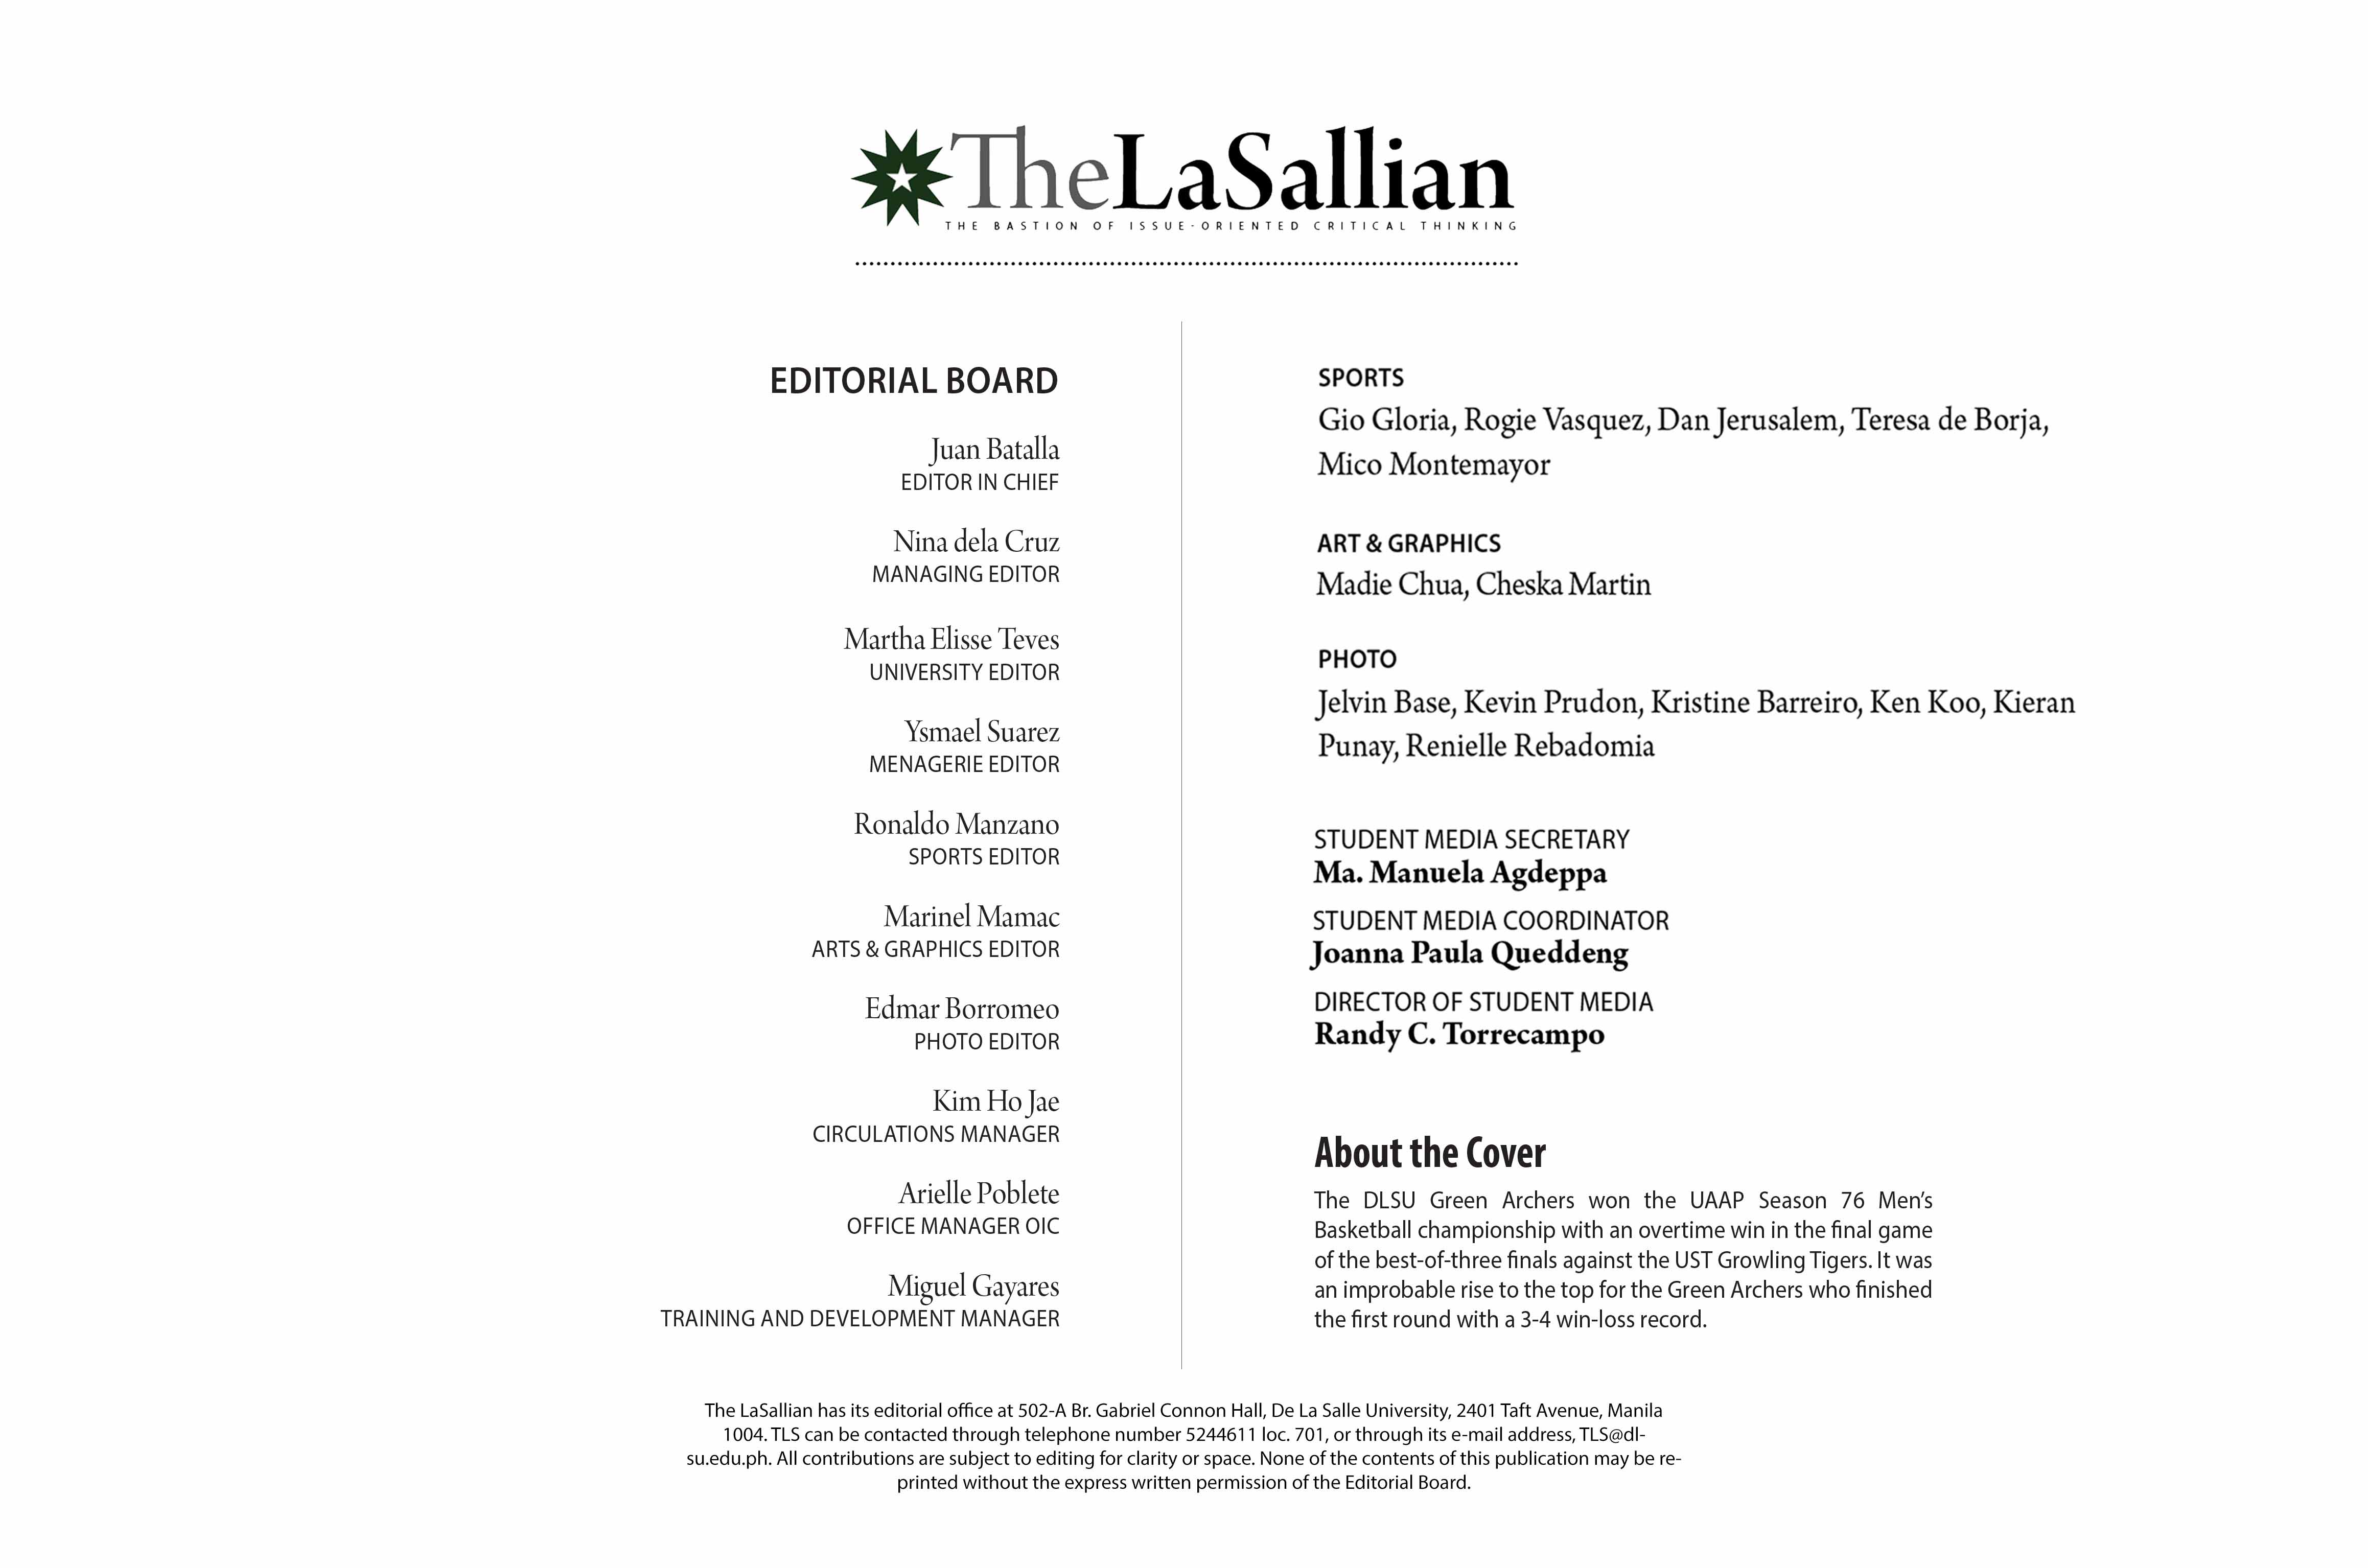 TheLaSallian
THE BASTION OF ISSUE-ORIENTED CRITICAL THINKING
EDITORIAL BOARD
Juan Batalla
EDITOR IN CHIEF
Nina dela Cruz
MANAGING EDITOR
Martha Elisse Teves
UNIVERSITY EDITOR
Ysmael Suarez
MENAGERIE EDITOR
Ronaldo Manzano
SPORTS EDITOR
Marinel Mamac
ARTS & GRAPHICS EDITOR
Edmar Borromeo
PHOTO EDITOR
Kim Ho Jae
CIRCULATIONS MANAGER
Arielle Poblete
OFFICE MANAGER OIC
Miguel Gayares
TRAINING AND DEVELOPMENT MANAGER
SPORTS
Gio Gloria, Rogie Vasquez, Dan Jerusalem, Teresa de Borja,
Mico Montemayor
ART & GRAPHICS
Madie Chua, Cheska Martin
PHOTO
Jelvin Base, Kevin Prudon, Kristine Barreiro, Ken Koo, Kieran
Punay, Renielle Rebadomia
STUDENT MEDIA SECRETARY
Ma. Manuela Agdeppa
STUDENT MEDIA COORDINATOR
Joanna Paula Queddeng
DIRECTOR OF STUDENT MEDIA
Randy C. Torrecampo
About the Cover
The DLSU Green Archers won the UAAP Season 76 Men’s
Basketball championship with an overtime win in the final game
of the best-of-three finals against the UST Growling Tigers. It was
an improbable rise to the top for the Green Archers who finished
the first round with a 3-4 win-loss record.
The LaSallian has its editorial office at 502-A Br. Gabriel Connon Hall, De La Salle University, 2401 Taft Avenue, Manila
1004. TLS can be contacted through telephone number 5244611 loc. 701, or through its e-mail address, TLS@dl-
su.edu.ph. All contributions are subject to editing for clarity or space. None of the contents of this publication may be re-
printed without the express written permission of the Editorial Board.